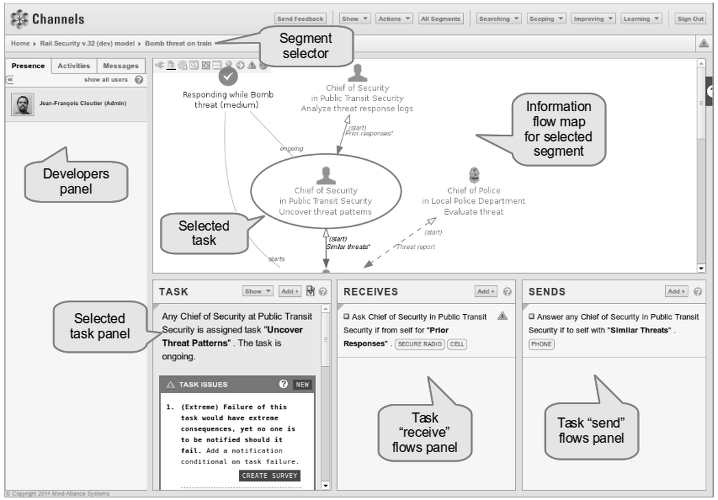 Channels
Send Feedback Show Actions All Segments Searching Scoping Improving Learning Sign Out
Home Rail Security v.32 (dev) model Bomb threat on train
Segment
selector
Presence Activities Messages
show all users
Jean-François Cloutier (Admin)
Developers
panel
Responding while Bomb
threat (medium)
Chief of Security
in Public Transit Security
Analyze threat response logs
(start)
"Prior responses"
ongoing
Information
flow map
for selected
segment
Chief of Security
in Public Transit Security
Uncover threat patterns
Chief of Police
in Local Police Department
Evaluate threat
Selected
task
(start)
Similar threats"
(start)
Threat report
starts
Selected
task panel
TASK Show Add +
Any Chief of Security at Public Transit
Security is assigned task "Uncover
Threat Patterns" . The task is
ongoing.
TASK ISSUES ? NEW
1. (Extreme) Failure of this
task would have extreme
consequences, yet no one is
to be notified should it
fail. Add a notification
conditional on task failure.
CREATE SURVEY
RECEIVES Add +
Ask Chief of Security in Public Transit
Security if from self for "Prior
Responses" . SECURE RADIO CELL
Task
“receive”
flows panel
SENDS Add +
Answer any Chief of Security in Public Transit
Security if to self with "Similar Threats" .
PHONE
Task “send”
flows panel
© Copyright 2014 Mind-Alliance Systems